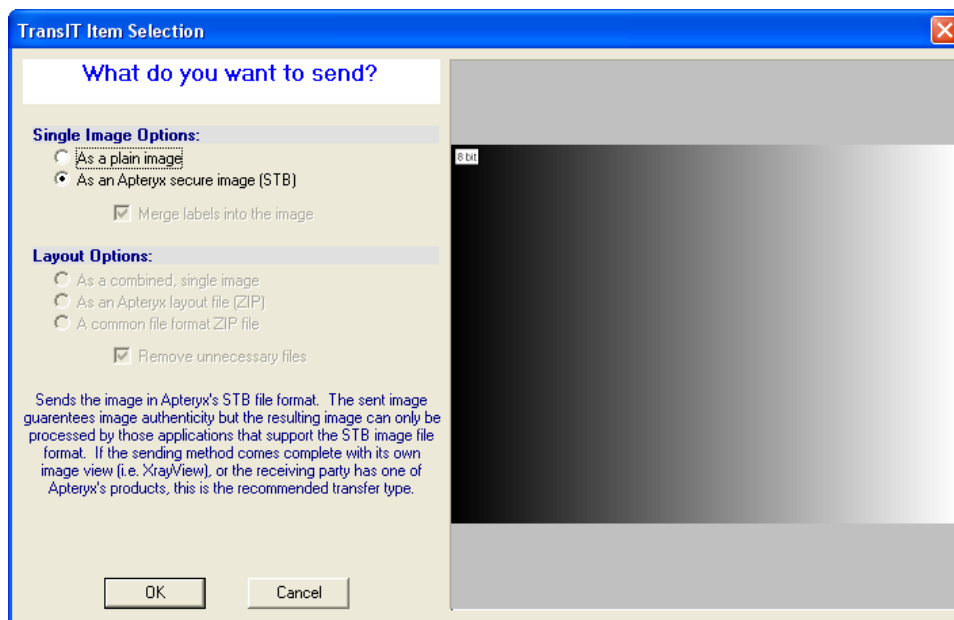 TransIT Item Selection
What do you want to send?
Single Image Options:
As a plain image
As an Apteryx secure image (STB)
Merge labels into the image
Layout Options:
As a combined, single image
As an Apteryx layout file (ZIP)
A common file format ZIP file
Remove unnecessary files
Sends the image in Apteryx's STB file format. The sent image
guarentees image authenticity but the resulting image can only be
processed by those applications that support the STB image file
format. If the sending method comes complete with its own
image view (i.e. XrayView), or the receiving party has one of
Apteryx's products, this is the recommended transfer type.
OK
Cancel
8 bit